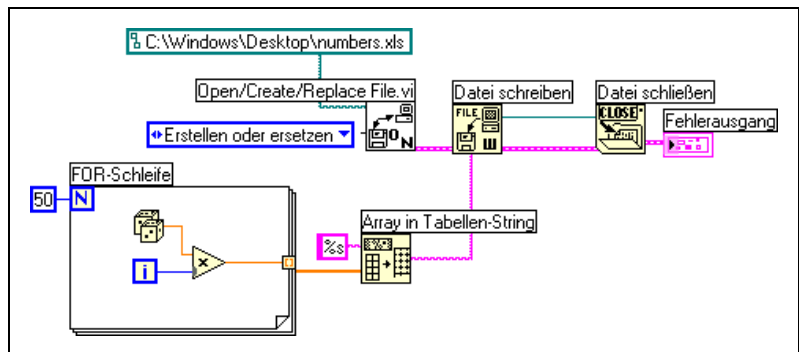 C:\Windows\Desktop\numbers.xls
Open/Create/Replace File.vi
Datei schreiben
Datei schließen
FILE
W
CLOSE
O
N
Erstellen oder ersetzen
Fehlerausgang
FOR-Schleife
50
N
Array in Tabellen-String
%s
x
i